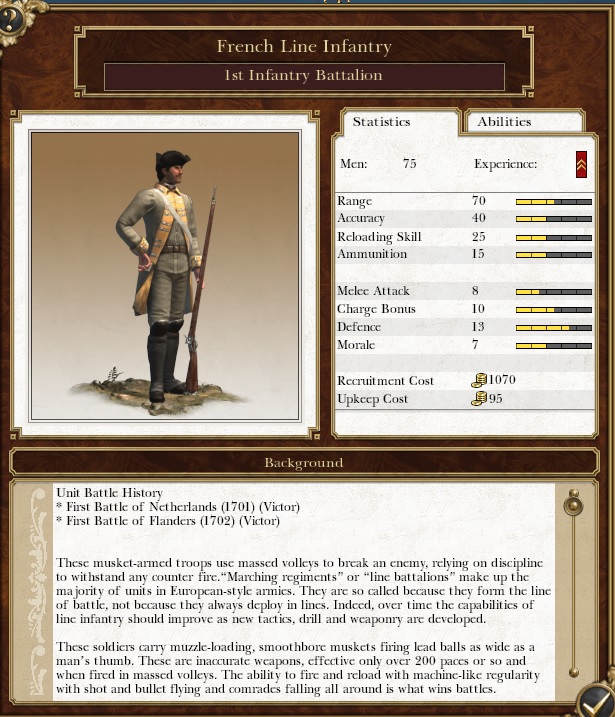 ?
French Line Infantry
1st Infantry Battalion
Statistics
Abilities
Men: 75 Experience:
Range 70
Accuracy 40
Reloading Skill 25
Ammunition 15
Melee Attack 8
Charge Bonus 10
Defence 13
Morale 7
Recruitment Cost 1070
Upkeep Cost 95
Background
Unit Battle History
* First Battle of Netherlands (1701) (Victor)
* First Battle of Flanders (1702) (Victor)
These musket-armed troops use massed volleys to break an enemy, relying on discipline
to withstand any counter fire.“Marching regiments” or “line battalions” make up the
majority of units in European-style armies. They are so called because they form the line
of battle, not because they always deploy in lines. Indeed, over time the capabilities of
line infantry should improve as new tactics, drill and weaponry are developed.
These soldiers carry muzzle-loading, smoothbore muskets firing lead balls as wide as a
man's thumb. These are inaccurate weapons, effective only over 200 paces or so and
when fired in massed volleys. The ability to fire and reload with machine-like regularity
with shot and bullet flying and comrades falling all around is what wins battles.